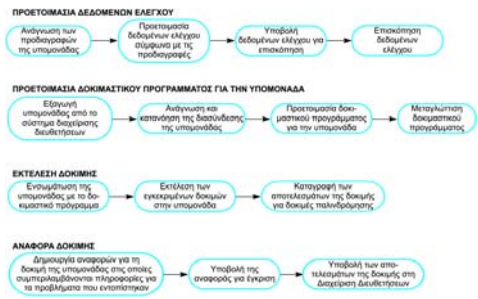 ΠΡΟΕΤΟΙΜΑΣΙΑ ΔΕΔΟΜΕΝΩΝ ΕΛΕΓΧΟΥ
Ανάγνωση των
προδιαγραφών
της υπομονάδας
Προετοιμασία
δεδομένων ελέγχου
σύμφωνα με τις
προδιαγραφές
Υποβολή
δεδομένων ελέγχου για
επισκόπηση
Επισκόπηση
δεδομένων
ελέγχου
ΠΡΟΕΤΟΙΜΑΣΙΑ ΔΟΚΙΜΑΣΤΙΚΟΥ ΠΡΟΓΡΑΜΜΑΤΟΣ ΓΙΑ ΤΗΝ ΥΠΟΜΟΝΑΔΑ
Εξαγωγή
υπομονάδας από το
σύστημα διαχείρισης
διευθετήσεων
Ανάγνωση και
κατανόηση της διασύνδεσης
της υπομονάδας
Προετοιμασία δοκι-
μαστικού προγράμματος
για την υπομονάδα
Μεταγλώττιση
δοκιμαστικού
προγράμματος
ΕΚΤΕΛΕΣΗ ΔΟΚΙΜΗΣ
Ενσωμάτωση της
υπομονάδας με το δο-
κιμαστικό πρόγραμμα
Εκτέλεση των
εγκεκριμένων δοκιμών
στην υπομονάδα
Καταγραφή των
αποτελεσμάτων της δοκιμής
για δοκιμές παλινδρόμησης
ΑΝΑΦΟΡΑ ΔΟΚΙΜΗΣ
Δημιουργία αναφορών για τη
δοκιμή της υπομονάδας στις οποίες
συμπεριλαμβάνονται πληροφορίες για
τα προβλήματα που εντοπίστηκαν
Υποβολή της
αναφοράς για έγκριση
Υποβολή των απο-
τελεσμάτων της δοκιμής στη
Διαχείριση Διευθετήσεων